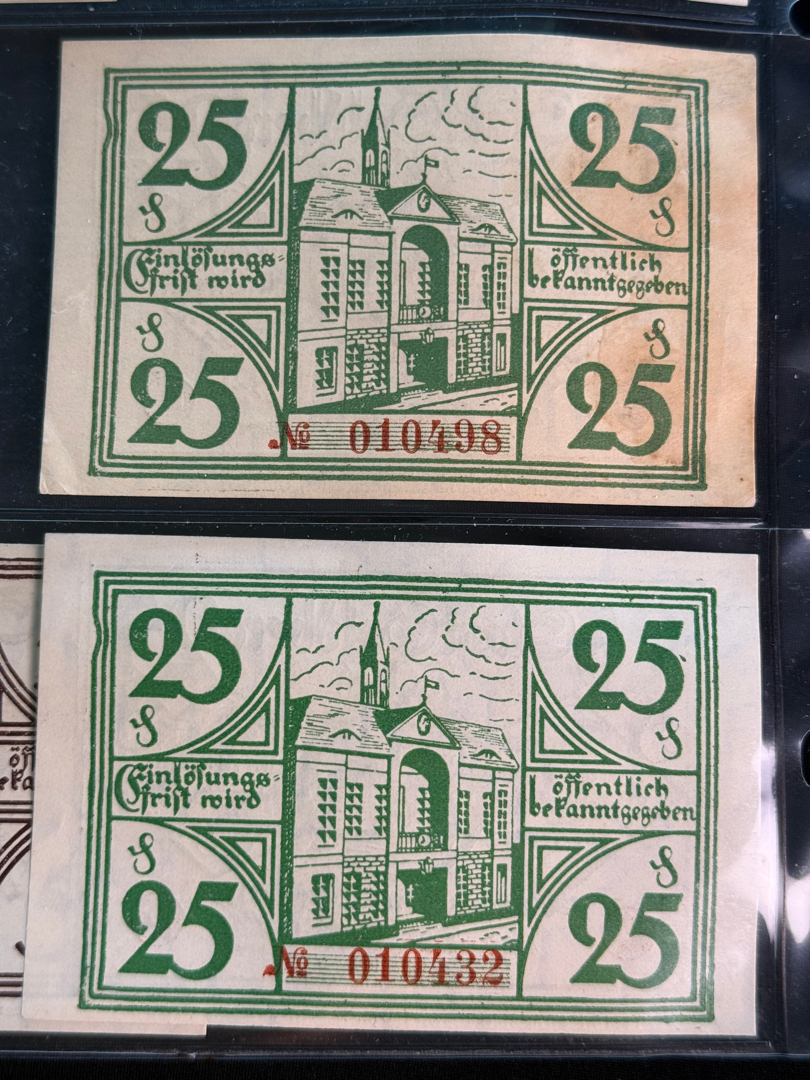 25 25
₰ ₰
Einlösungs= öffentlich
frist wird bekanntgegeben
₰ ₰
25 25
№ 010498
25 25
₰ ₰
Einlösungs= öffentlich
frist wird bekanntgegeben
₰ ₰
25 25
№ 010432